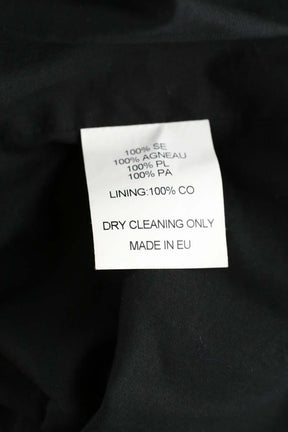 100% SE
100% AGNEAU
100% PL
100% PA
LINING:100% CO
DRY CLEANING ONLY
MADE IN EU